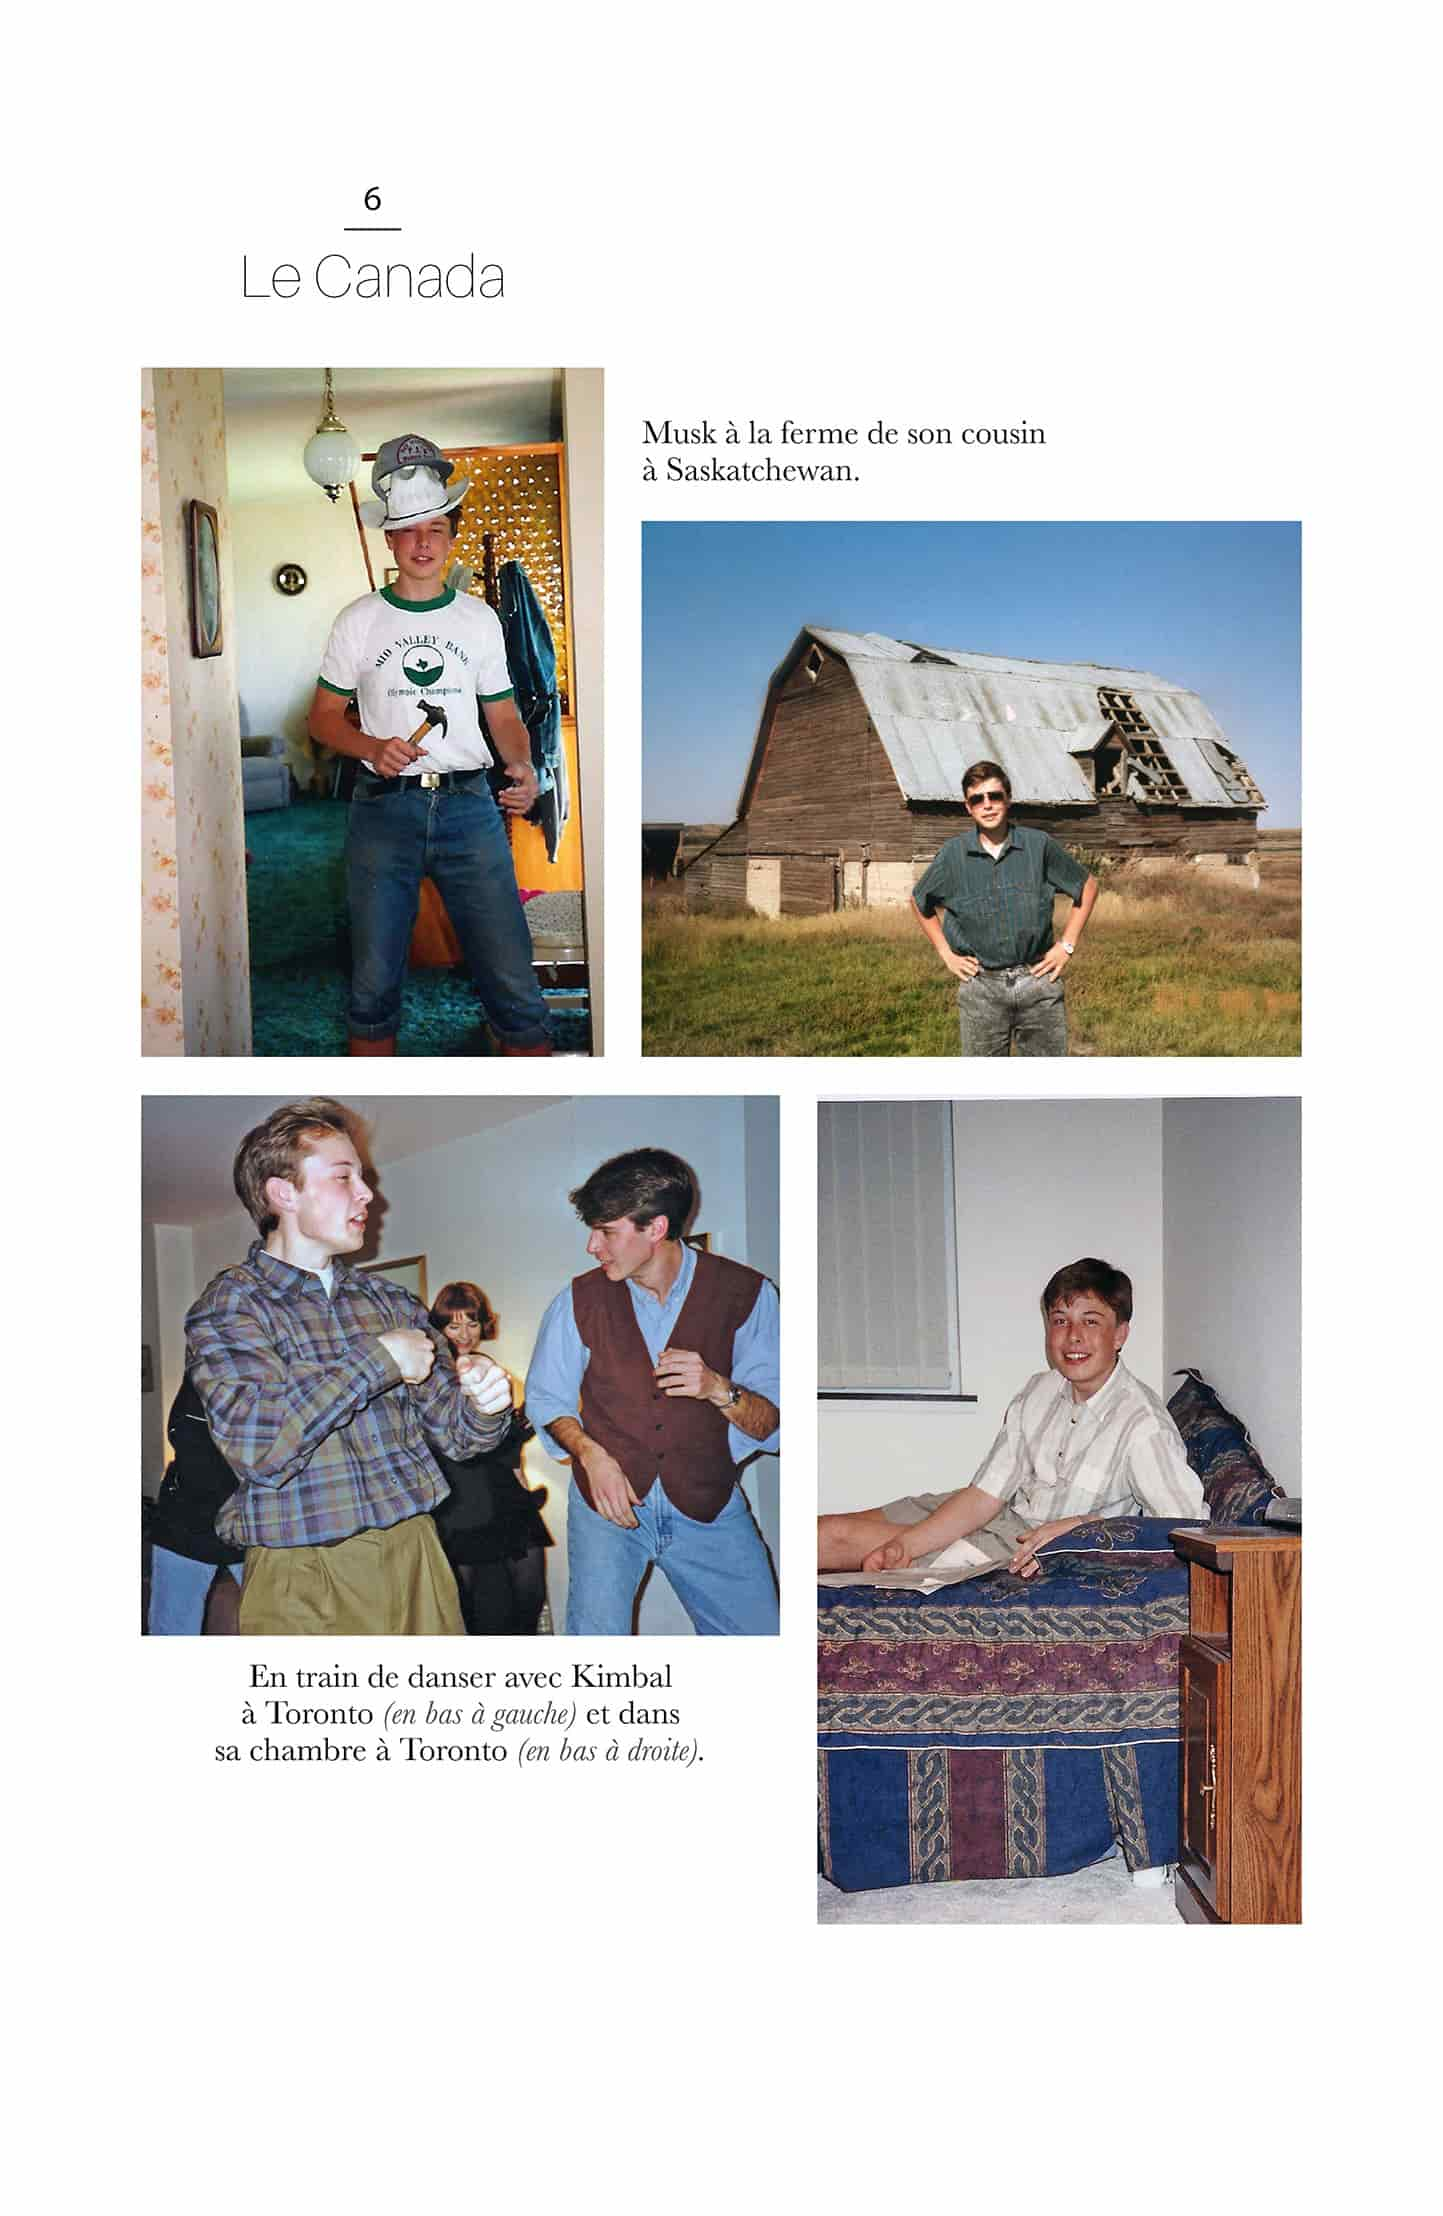 6
Le Canada
Musk à la ferme de son cousin
à Saskatchewan.
MID VALLEY BANK
Olympic Champions
En train de danser avec Kimbal
à Toronto (en bas à gauche) et dans
sa chambre à Toronto (en bas à droite).